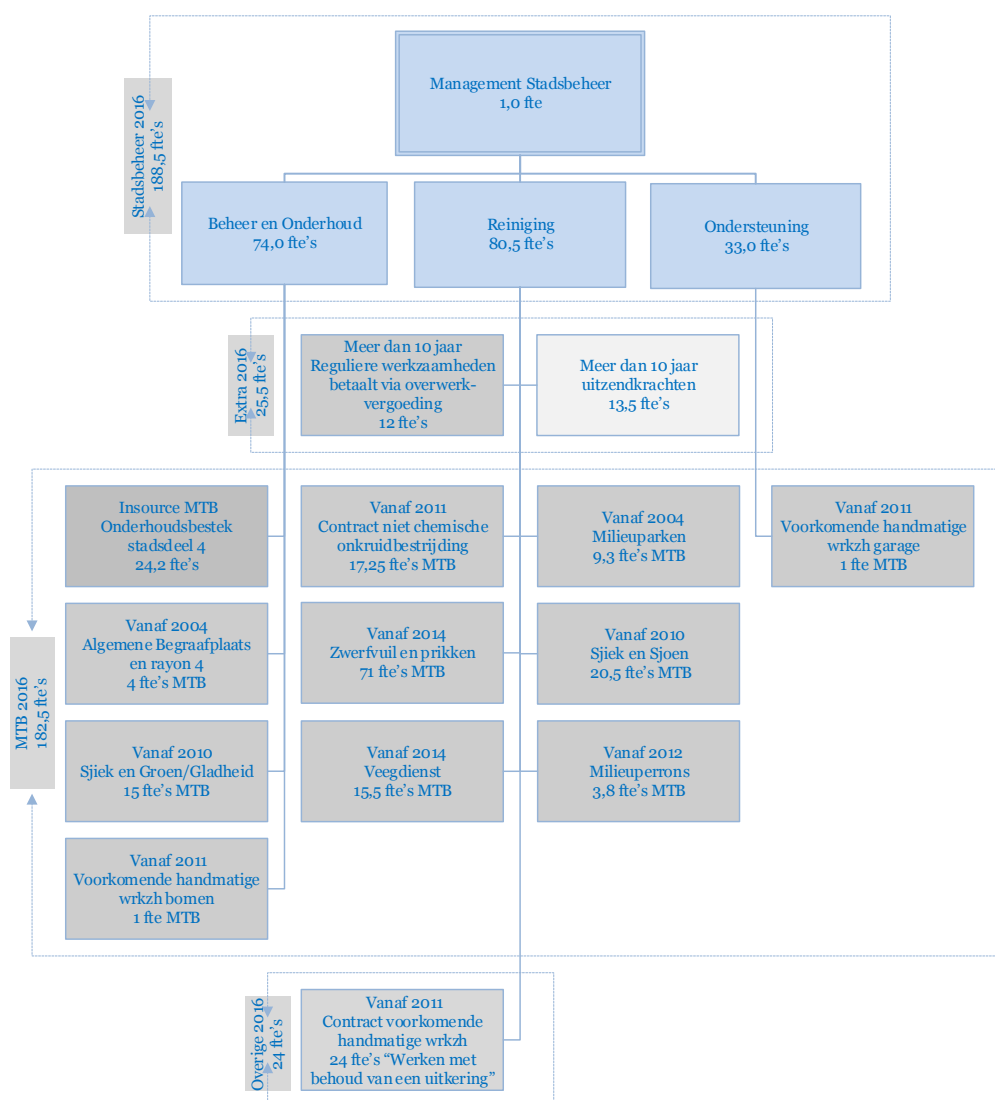 Management Stadsbeheer
1,0 fte
Stadsbeheer 2016
188,5 fte's
Beheer en Onderhoud
74,0 fte's
Reiniging
80,5 fte's
Ondersteuning
33,0 fte's
Extra 2016
25,5 fte's
Meer dan 10 jaar
Reguliere werkzaamheden
betaalt via overwerk-
vergoeding
12 fte's
Meer dan 10 jaar
uitzendkrachten
13,5 fte's
MTB 2016
182,5 fte's
Insource MTB
Onderhoudsbestek
stadsdeel 4
24,2 fte's
Vanaf 2011
Contract niet chemische
onkruidbestrijding
17,25 fte's MTB
Vanaf 2004
Milieuparken
9,3 fte's MTB
Vanaf 2011
Voorkomende handmatige
wrkzh garage
1 fte MTB
Vanaf 2004
Algemene Begraafplaats
en rayon 4
4 fte's MTB
Vanaf 2014
Zwerfvuil en prikken
71 fte's MTB
Vanaf 2010
Sjiek en Sjoen
20,5 fte's MTB
Vanaf 2010
Sjiek en Groen/Gladheid
15 fte's MTB
Vanaf 2014
Veegdienst
15,5 fte's MTB
Vanaf 2012
Milieuperrons
3,8 fte's MTB
Vanaf 2011
Voorkomende handmatige
wrkzh bomen
1 fte MTB
Overige 2016
24 fte's
Vanaf 2011
Contract voorkomende
handmatige wrkzh
24 fte's “Werken met
behoud van een uitkering”